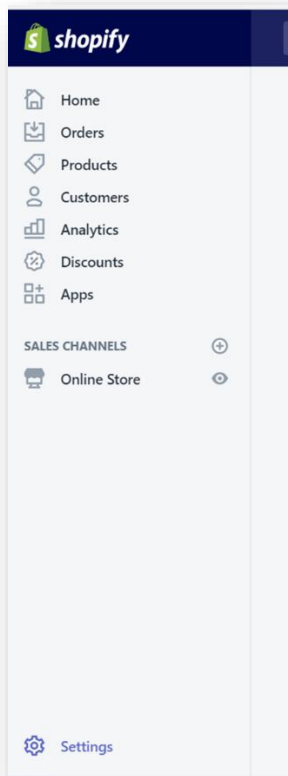 shopify
Home
Orders
Products
Customers
Analytics
Discounts
Apps
SALES CHANNELS
Online Store
Settings